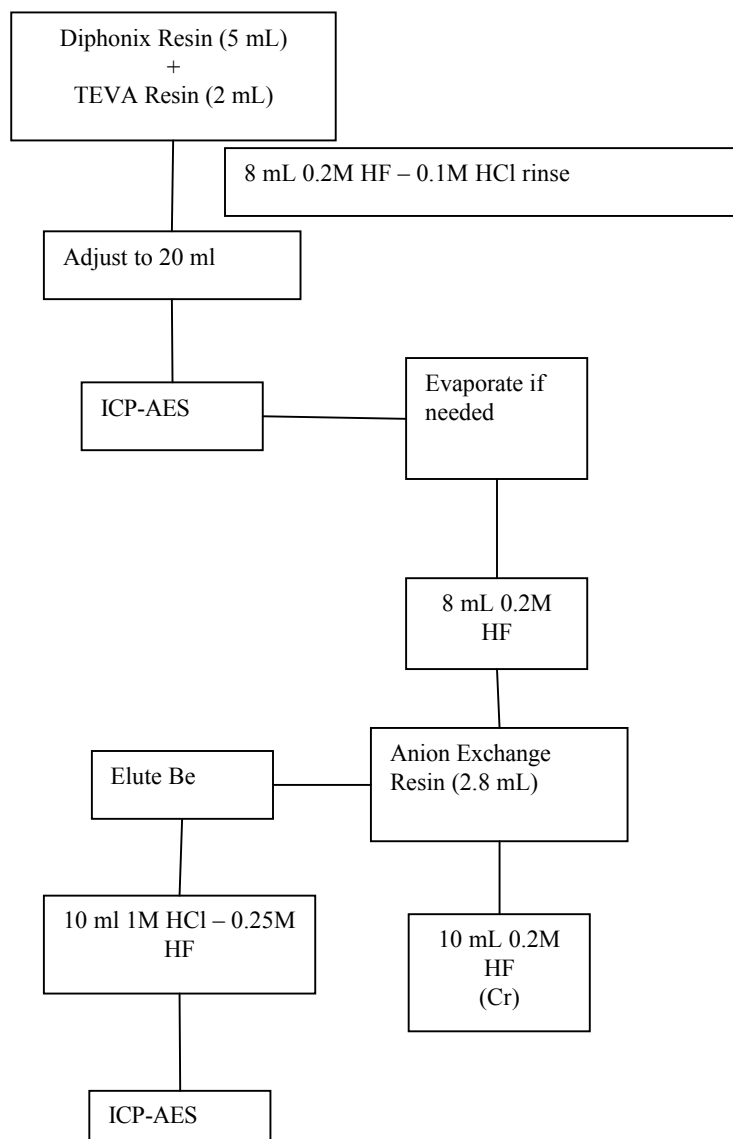 Diphonix Resin (5 mL)
+
TEVA Resin (2 mL)
8 mL 0.2M HF – 0.1M HCl rinse
Adjust to 20 ml
ICP-AES
Evaporate if
needed
8 mL 0.2M
HF
Anion Exchange
Resin (2.8 mL)
Elute Be
10 ml 1M HCl – 0.25M
HF
10 mL 0.2M
HF
(Cr)
ICP-AES